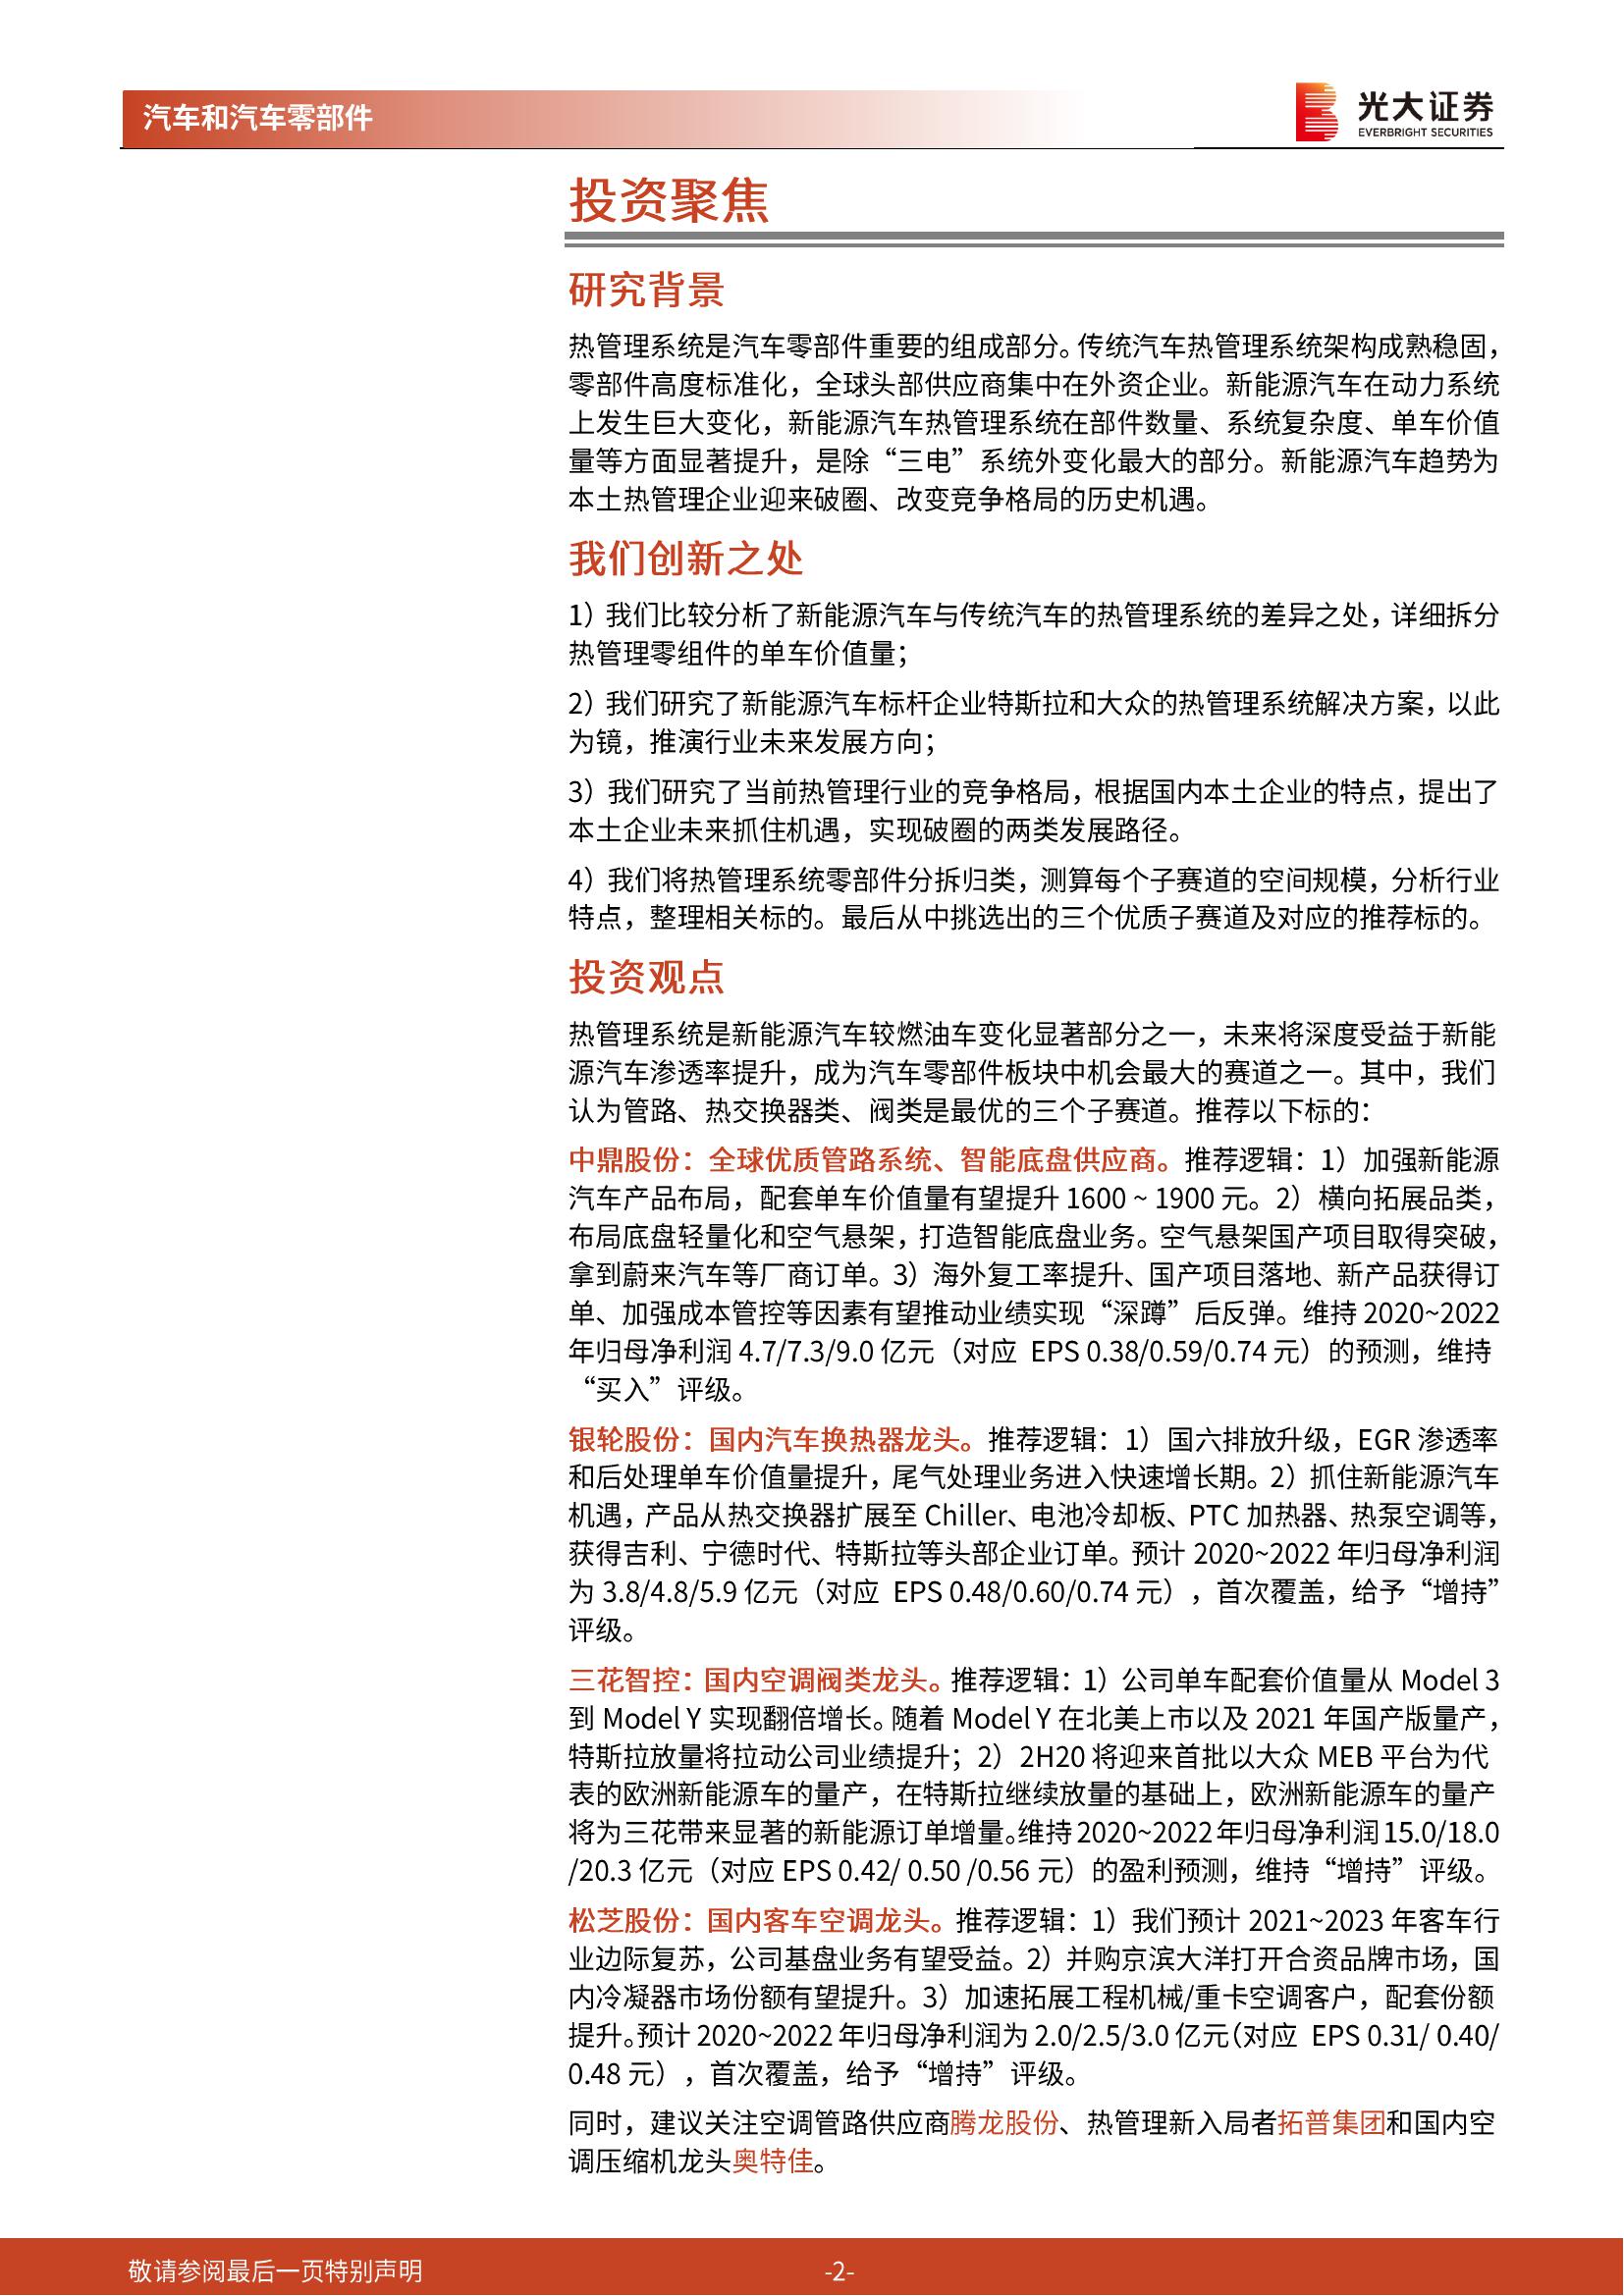 汽车和汽车零部件
光大证券
EVERBRIGHT SECURITIES
投资聚焦
研究背景
热管理系统是汽车零部件重要的组成部分。传统汽车热管理系统架构成熟稳固，
零部件高度标准化，全球头部供应商集中在外资企业。新能源汽车在动力系统
上发生巨大变化，新能源汽车热管理系统在部件数量、系统复杂度、单车价值
量等方面显著提升，是除“三电”系统外变化最大的部分。新能源汽车趋势为
本土热管理企业迎来破圈、改变竞争格局的历史机遇。
我们创新之处
1）我们比较分析了新能源汽车与传统汽车的热管理系统的差异之处，详细拆分
热管理零组件的单车价值量；
2）我们研究了新能源汽车标杆企业特斯拉和大众的热管理系统解决方案，以此
为镜，推演行业未来发展方向；
3）我们研究了当前热管理行业的竞争格局，根据国内本土企业的特点，提出了
本土企业未来抓住机遇，实现破圈的两类发展路径。
4）我们将热管理系统零部件分拆归类，测算每个子赛道的空间规模，分析行业
特点，整理相关标的。最后从中挑选出的三个优质子赛道及对应的推荐标的。
投资观点
热管理系统是新能源汽车较燃油车变化显著部分之一，未来将深度受益于新能
源汽车渗透率提升，成为汽车零部件板块中机会最大的赛道之一。其中，我们
认为管路、热交换器类、阀类是最优的三个子赛道。推荐以下标的：
中鼎股份：全球优质管路系统、智能底盘供应商。推荐逻辑：1）加强新能源
汽车产品布局，配套单车价值量有望提升 1600 ~ 1900 元。2）横向拓展品类，
布局底盘轻量化和空气悬架，打造智能底盘业务。空气悬架国产项目取得突破，
拿到蔚来汽车等厂商订单。3）海外复工率提升、国产项目落地、新产品获得订
单、加强成本管控等因素有望推动业绩实现“深蹲”后反弹。维持 2020~2022
年归母净利润 4.7/7.3/9.0 亿元（对应 EPS 0.38/0.59/0.74 元）的预测，维持
“买入”评级。
银轮股份：国内汽车换热器龙头。推荐逻辑：1）国六排放升级，EGR 渗透率
和后处理单车价值量提升，尾气处理业务进入快速增长期。2）抓住新能源汽车
机遇，产品从热交换器扩展至 Chiller、电池冷却板、PTC 加热器、热泵空调等，
获得吉利、宁德时代、特斯拉等头部企业订单。预计 2020~2022 年归母净利润
为 3.8/4.8/5.9 亿元（对应 EPS 0.48/0.60/0.74 元），首次覆盖，给予“增持”
评级。
三花智控：国内空调阀类龙头。推荐逻辑：1）公司单车配套价值量从 Model 3
到 Model Y 实现翻倍增长。随着 Model Y 在北美上市以及 2021 年国产版量产，
特斯拉放量将拉动公司业绩提升；2）2H20 将迎来首批以大众 MEB 平台为代
表的欧洲新能源车的量产，在特斯拉继续放量的基础上，欧洲新能源车的量产
将为三花带来显著的新能源订单增量。维持 2020~2022 年归母净利润 15.0/18.0
/20.3 亿元（对应 EPS 0.42/ 0.50 /0.56 元）的盈利预测，维持“增持”评级。
松芝股份：国内客车空调龙头。推荐逻辑：1）我们预计 2021~2023 年客车行
业边际复苏，公司基盘业务有望受益。2）并购京滨大洋打开合资品牌市场，国
内冷凝器市场份额有望提升。3）加速拓展工程机械/重卡空调客户，配套份额
提升。预计 2020~2022 年归母净利润为 2.0/2.5/3.0 亿元（对应 EPS 0.31/ 0.40/
0.48 元），首次覆盖，给予“增持”评级。
同时，建议关注空调管路供应商腾龙股份、热管理新入局者拓普集团和国内空
调压缩机龙头奥特佳。
敬请参阅最后一页特别声明
-2-